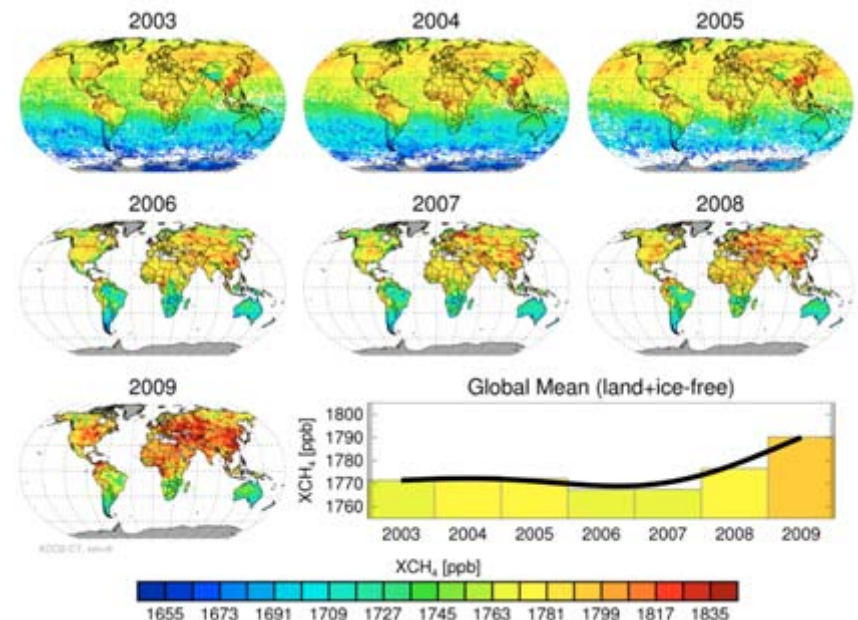 2003 2004 2005
2006 2007 2008
2009 Global Mean (land+ice-free)
XCH₄ [ppb]
1800
1790
1780
1770
1760
2003 2004 2005 2006 2007 2008 2009
XCH₄ [ppb]
1655 1673 1691 1709 1727 1745 1763 1781 1799 1817 1835